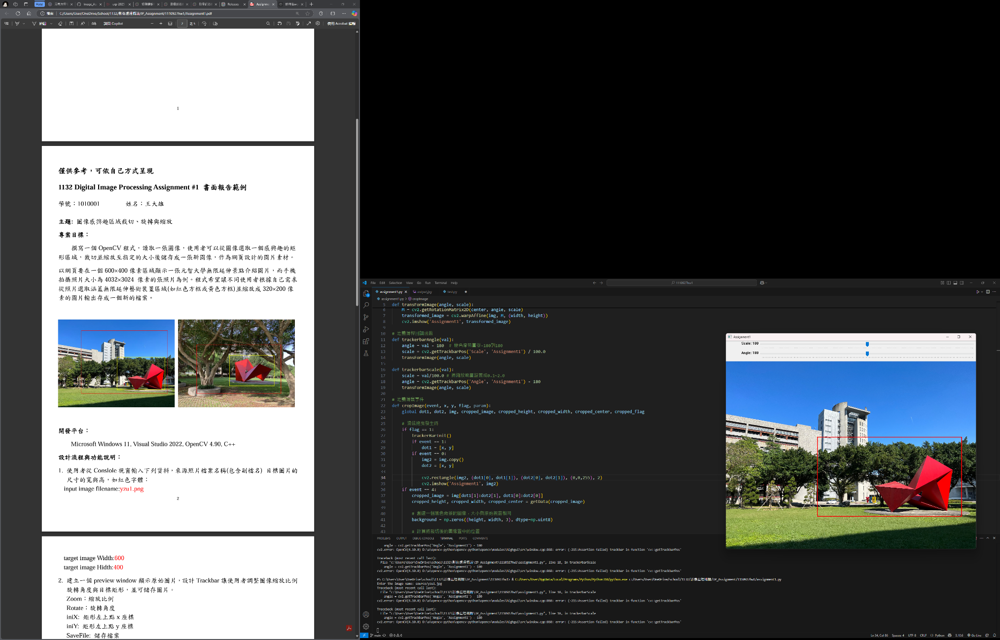 Hotel
Image_As
urp-2025
Releases
Assignme
檔案
C:/Users/User/OneDrive/School/1132/影像處理概論/IP_Assignment/1110927hw1/Assignment1.pdf
繪圖
詢問 Copilot
2
之 5
使用 Acrobat 編輯
1
僅供參考，可依自己方式呈現
1132 Digital Image Processing Assignment #1 書面報告範例
學號：1010001 姓名：王大雄
主題: 圖像感興趣區域裁切、旋轉與縮放
專案目標：
撰寫一個 OpenCV 程式，讀取一張圖像，使用者可以從圖像選取一個感興趣的矩
形區域，裁切並縮放至指定的大小後儲存成一張新圖像，作為網頁設計的圖片素材。
以網頁要在一個 600×400 像素區域顯示一張元智大學無限延伸景點介紹圖片，而手機
拍攝照片大小為 4032×3024 像素的張照片為例。程式希望讓不同使用者根據自己需求
從照片選取涵蓋無限延伸藝術裝置區域(如紅色方框或黃色方框)並縮放成 320×200 像
素的圖片輸出存成一個新的檔案。
開發平台：
Microsoft Windows 11, Visual Studio 2022, OpenCV 4.90, C++
設計流程與功能說明：
1. 使用者從 Conslole 視窗輸入下列資料，來源照片檔案名稱(包含副檔名) 目標圖片的
尺寸的寬與高，如紅色字體：
input image filename:yzu1.png
2
target image Width:600
target image Hidth:400
2. 建立一個 preview window 顯示原始圖片，設計 Trackbar 讓使用者調整圖像縮放比例
旋轉角度與目標矩形，並可儲存圖片。
Zoom：縮放比例
Rotate：旋轉角度
iniX: 矩形左上點 x 座標
iniY: 矩形左上點 y 座標
SaveFile: 儲存檔案
File Edit Selection View Go Run Terminal Help
1110927hw1
assignment1.py
output.jpg
test.py
assignment1.py > cropImage
5 def transFormImage(angle, scale):
6 M = cv2.getRotationMatrix2D(center, angle, scale)
7 transformed_image = cv2.warpAffine(img, M, (width, height))
8 cv2.imshow('Assignment1', transformed_image)
9
10 # 定義滑桿回調函數
11 def trackerbarAngle(val):
12 angle = val - 180 # 使角度範圍從-180到180
13 scale = cv2.getTrackbarPos('Scale', 'Assignment1') / 100.0
14 transFormImage(angle, scale)
15
16 def trackerbarScale(val):
17 scale = val/100.0 # 將縮放範圍設置成0.1~2.0
18 angle = cv2.getTrackbarPos('Angle', 'Assignment1') - 180
19 transFormImage(angle, scale)
20
21 # 定義滑鼠事件
22 def cropImage(event, x, y, flag, param):
23 global dot1, dot2, img, cropped_image, cropped_height, cropped_width, cropped_center, cropped_flag
24
25 # 滑鼠拖曳發生時
26 if flag == 1:
27 trackerBarInit()
28 if event == 1:
29 dot1 = [x, y]
30 if event == 0:
31 img2 = img.copy()
32 dot2 = [x, y]
33
34 cv2.rectangle(img2, (dot1[0], dot1[1]), (dot2[0], dot2[1]), (0,0,255), 2)
35 cv2.imshow('Assignment1', img2)
36 if event == 4:
37 cropped_image = img[dot1[1]:dot2[1], dot1[0]:dot2[0]]
38 cropped_height, cropped_width, cropped_center = getData(cropped_image)
39
40 # 創建一個黑色背景的圖像，大小與原始視窗相同
41 background = np.zeros((height, width, 3), dtype=np.uint8)
42
43 # 計算將裁切後的圖像置中的位置
PROBLEMS OUTPUT DEBUG CONSOLE TERMINAL PORTS COMMENTS
angle = cv2.getTrackbarPos('Angle', 'Assignment1') - 180
cv2.error: OpenCV(4.10.0) D:\a\opencv-python\opencv-python\opencv\modules\highgui\src\window.cpp:868: error: (-215:Assertion failed) trackbar in function 'cv::getTrackbarPos'
Traceback (most recent call last):
File "c:\Users\User\OneDrive\school\1132\影像處理概論\IP_Assignment\1110927hw1\assignment1.py", line 18, in trackerbarScale
angle = cv2.getTrackbarPos('Angle', 'Assignment1') - 180
cv2.error: OpenCV(4.10.0) D:\a\opencv-python\opencv-python\opencv\modules\highgui\src\window.cpp:868: error: (-215:Assertion failed) trackbar in function 'cv::getTrackbarPos'
PS C:\Users\User\OneDrive\school\1132\影像處理概論\IP_Assignment\1110927hw1> & C:/Users/User/AppData/Local/Programs/Python/Python310/python.exe c:/Users/User/OneDrive/school/1132/影像處理概論/IP_Assignment/1110927hw1/assignment1.py
Enter the image name: source/yzu1.jpg
Traceback (most recent call last):
File "c:\Users\User\OneDrive\school\1132\影像處理概論\IP_Assignment\1110927hw1\assignment1.py", line 18, in trackerbarScale
angle = cv2.getTrackbarPos('Angle', 'Assignment1') - 180
cv2.error: OpenCV(4.10.0) D:\a\opencv-python\opencv-python\opencv\modules\highgui\src\window.cpp:868: error: (-215:Assertion failed) trackbar in function 'cv::getTrackbarPos'
Traceback (most recent call last):
File "c:\Users\User\OneDrive\school\1132\影像處理概論\IP_Assignment\1110927hw1\assignment1.py", line 18, in trackerbarScale
angle = cv2.getTrackbarPos('Angle', 'Assignment1') - 180
cv2.error: OpenCV(4.10.0) D:\a\opencv-python\opencv-python\opencv\modules\highgui\src\window.cpp:868: error: (-215:Assertion failed) trackbar in function 'cv::getTrackbarPos'
main 0 0
Ln 34, Col 86 Spaces: 4 UTF-8 CRLF Python 3.10.6 Go Live
Assignment1
Scale: 100
Angle: 180